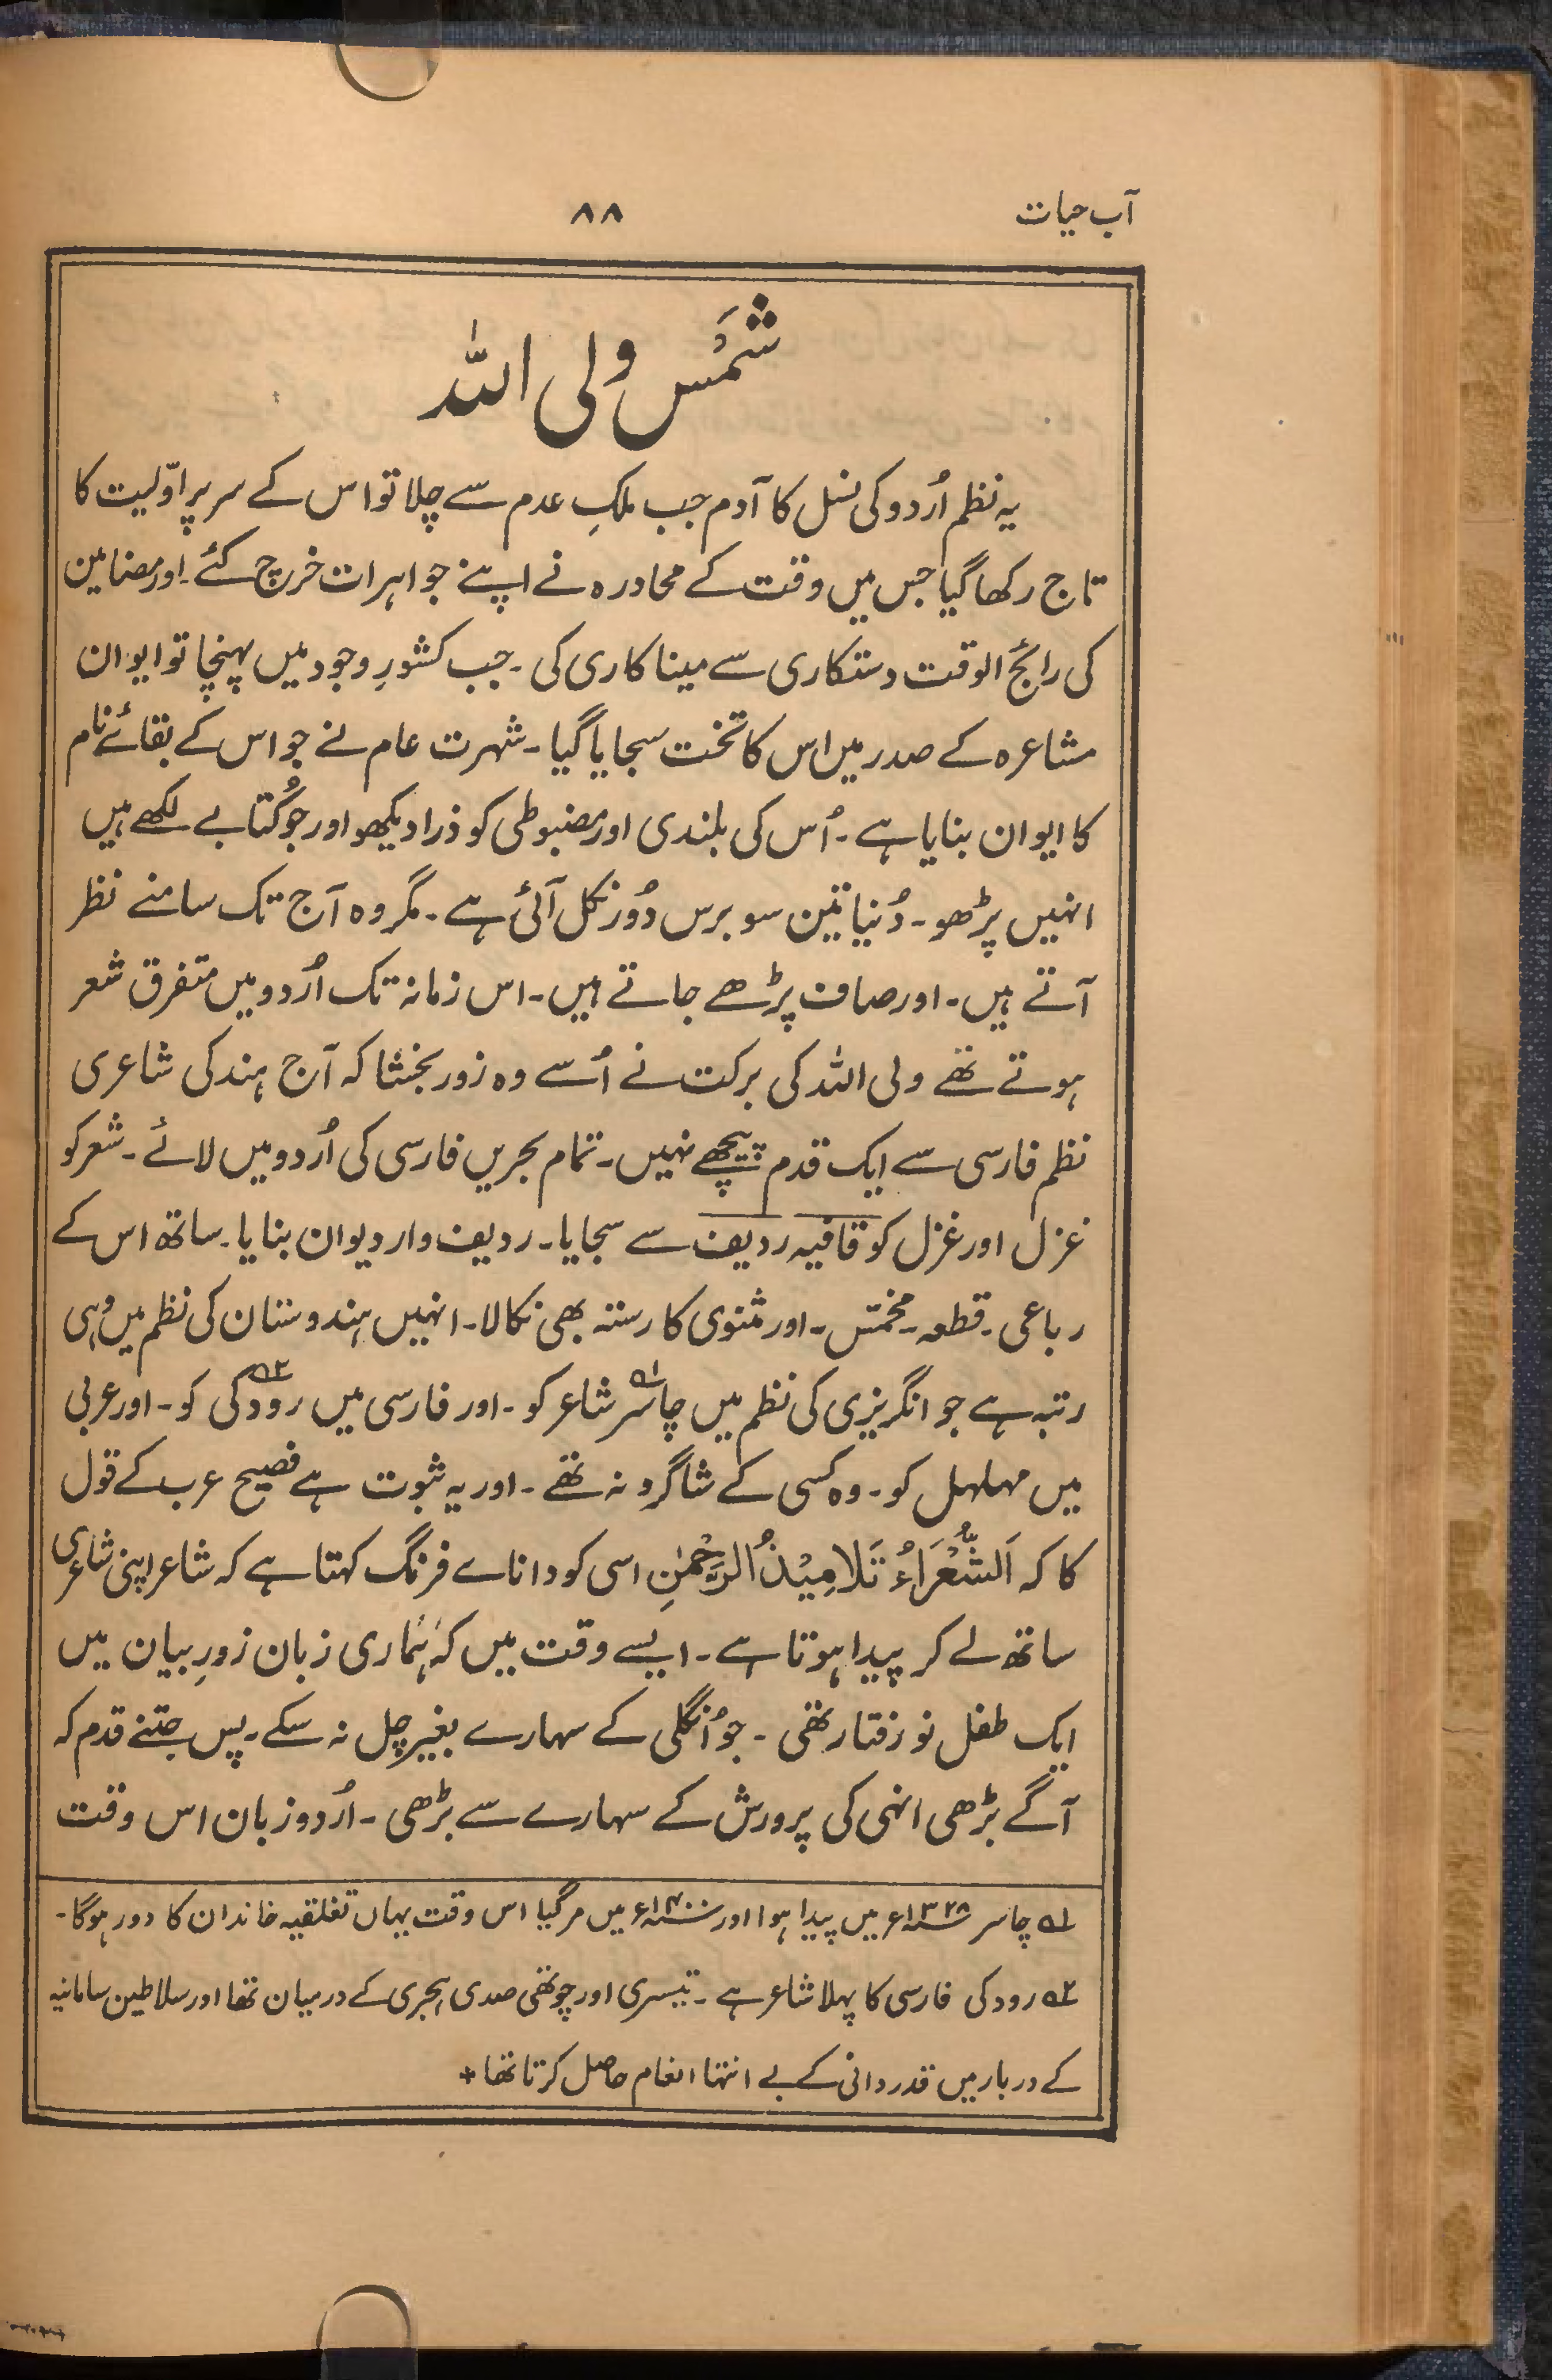 آب حیات
۸۸
شَمْس ولی اللہ
یہ نظم اُردو کی نسل کا آدم جب ملکِ عدم سے چلا تو اس کے سر پر اوّلیت کا
تاج رکھا گیا جس میں وقت کے محاورہ نے اپنے جواہرات خرچ کئے۔ اور مضامین
کی رائج الوقت دستکاری سے مینا کاری کی۔ جب کشورِ وجود میں پہنچا تو ایوان
مشاعرہ کے صدر میں اس کا تخت سجایا گیا۔ شہرت عام نے جو اس کے بقائے نام
کا ایوان بنایا ہے۔ اُس کی بلندی اور مضبوطی کو ذرا دیکھو اور جو کُتابے لکھے ہیں
انہیں پڑھو۔ دُنیا تین سو برس دُور نکل آئی ہے۔ مگر وہ آج تک سامنے نظر
آتے ہیں۔ اور صاف پڑھے جاتے ہیں۔ اس زمانہ تک اُردو میں متفرق شعر
ہوتے تھے ولی اللہ کی برکت نے اُسے وہ زور بخشا کہ آج ہند کی شاعری
نظم فارسی سے ایک قدم پیچھے نہیں۔ تمام بحریں فارسی کی اُردو میں لائے۔ شعر کو
غزل اور غزل کو قافیہ ردیف سے سجایا۔ ردیف وار دیوان بنایا۔ ساتھ اس کے
رباعی۔ قطعہ۔ مخمّس۔ اور مثنوی کا رستہ بھی نکالا۔ انہیں ہندوستان کی نظم میں وُہی
رتبہ ہے جو انگریزی کی نظم میں چاسر ؂۱ شاعر کو۔ اور فارسی میں رودکی ؂۲ کو۔ اور عربی
میں مہلہل کو۔ وہ کسی کے شاگرد نہ تھے۔ اور یہ ثبوت ہے فصیح عرب کے قول
کا کہ اَلشُّعَرَاءُ تَلَامِیْذُ الرَّحْمٰنِ اسی کو داناے فرنگ کہتا ہے کہ شاعر اپنی شاعری
ساتھ لے کر پیدا ہوتا ہے۔ ایسے وقت میں کہ ہماری زبان زورِ بیان میں
ایک طفل نو رفتار تھی۔ جو اُنگلی کے سہارے بغیر چل نہ سکے۔ پس جتنے قدم کہ
آگے بڑھی انہی کی پرورش کے سہارے سے بڑھی۔ اُردو زبان اس وقت
؂۱ چاسر ۱۳۲۸ء میں پیدا ہوا اور ۱۴۰۰ء میں مر گیا اس وقت یہاں تغلقیہ خاندان کا دور ہوگا۔
؂۲ رودکی فارسی کا پہلا شاعر ہے۔ تیسری اور چوتھی صدی ہجری کے درمیان تھا اور سلاطین سامانیہ
کے دربار میں قدردانی کے بے انتہا انعام حاصل کرتا تھا +